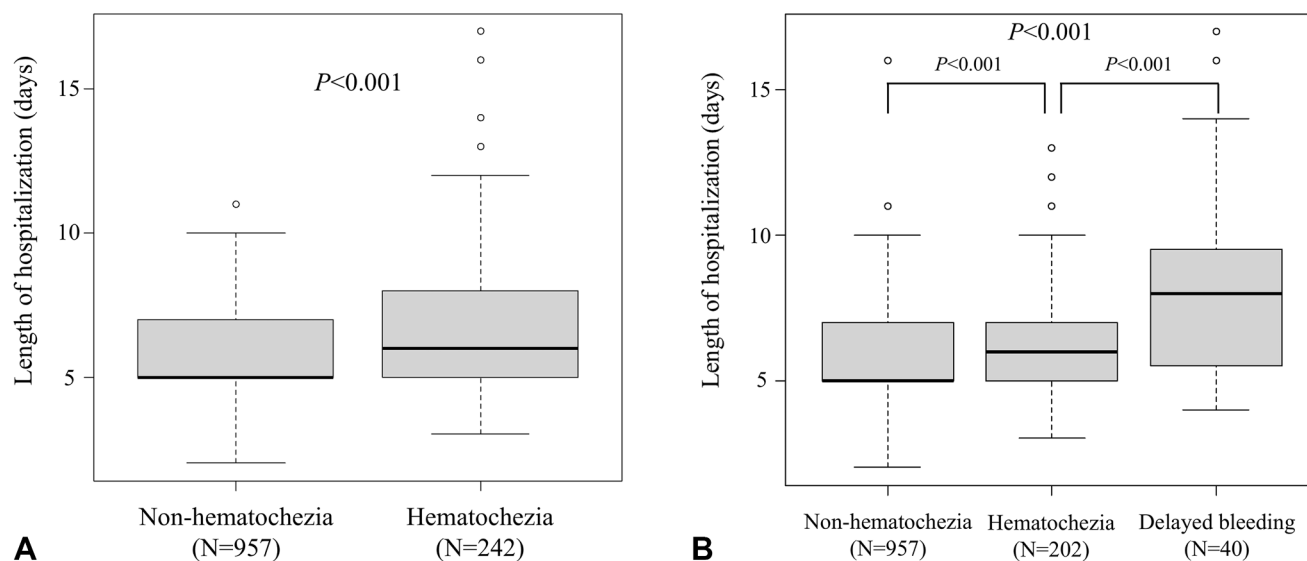 Length of hospitalization (days)
15
10
5
P<0.001
Non-hematochezia
(N=957)
Hematochezia
(N=242)
A
Length of hospitalization (days)
15
10
5
P<0.001
P<0.001
P<0.001
Non-hematochezia
(N=957)
Hematochezia
(N=202)
Delayed bleeding
(N=40)
B